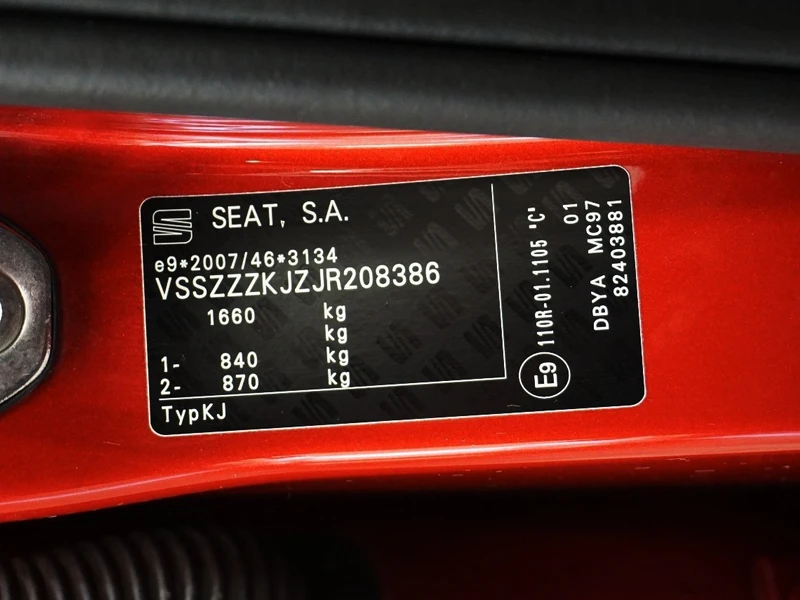 SEAT, S.A.
e9*2007/46*3134
VSSZZZKJZJR208386
1660 kg
kg
1- 840 kg
2- 870 kg
TypKJ
E9 110R-01.1105 "C"
01
DBYA MC97
82403881